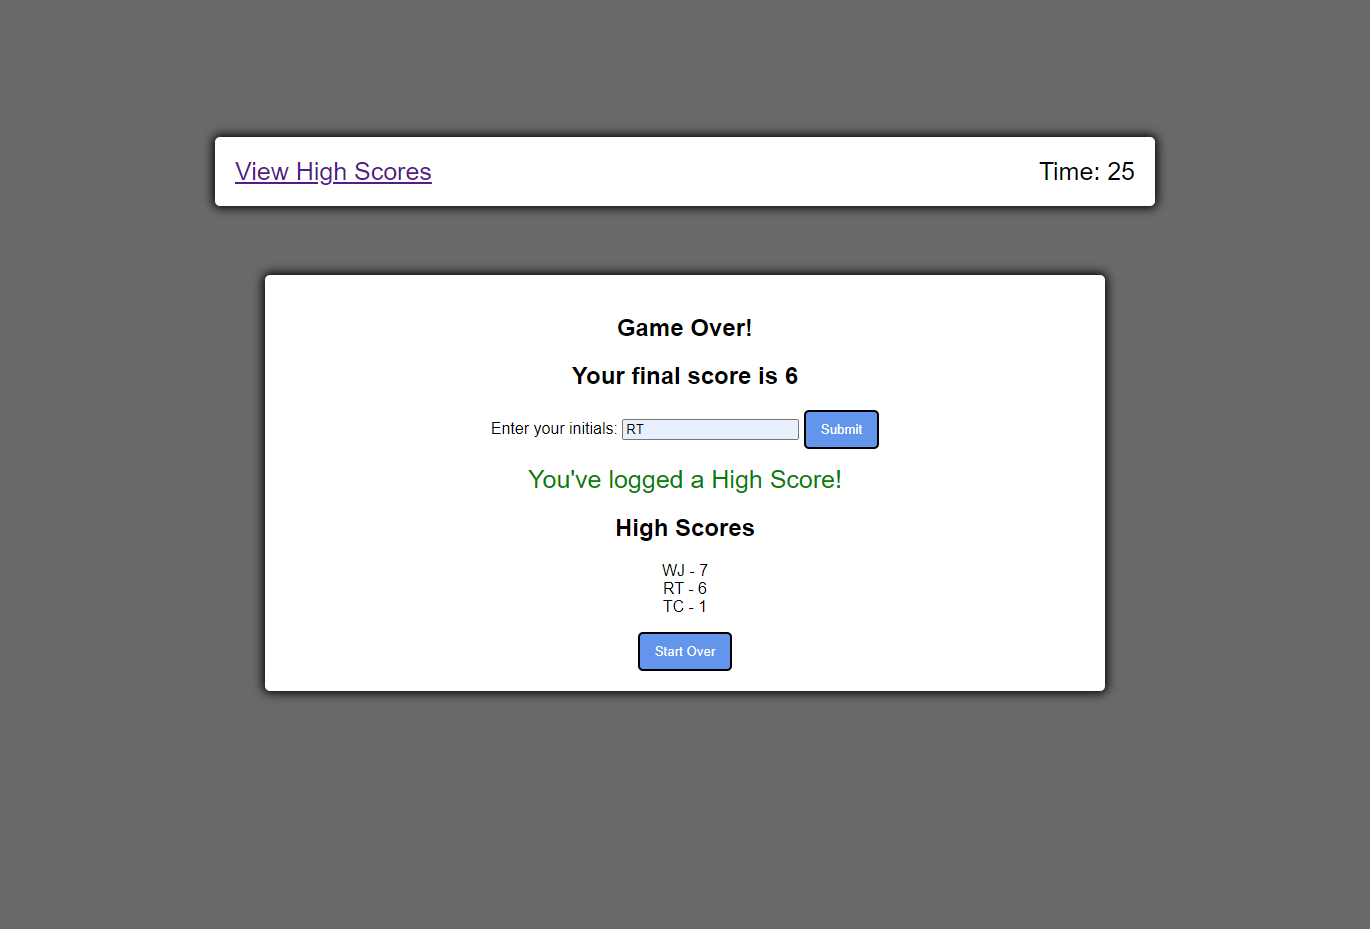 View High Scores
Time: 25
Game Over!
Your final score is 6
Enter your initials: RT Submit
You've logged a High Score!
High Scores
WJ - 7
RT - 6
TC - 1
Start Over